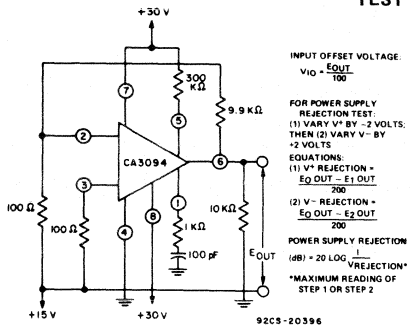 TEST
+30 V
300
KΩ
9.9 KΩ
7
5
2
6
CA3094
3
1
8
4
100 Ω
100 Ω
1 KΩ
10 KΩ
100 pF
EOUT
+15 V
+30 V
INPUT OFFSET VOLTAGE:
VIO = EOUT
100
FOR POWER SUPPLY
REJECTION TEST:
(1) VARY V+ BY -2 VOLTS;
THEN (2) VARY V- BY
+2 VOLTS
EQUATIONS:
(1) V+ REJECTION =
E0 OUT - E1 OUT
200
(2) V- REJECTION =
E0 OUT - E2 OUT
200
POWER SUPPLY REJECTION
(dB) = 20 LOG 1
VREJECTION*
*MAXIMUM READING OF
STEP 1 OR STEP 2
92CS-20396